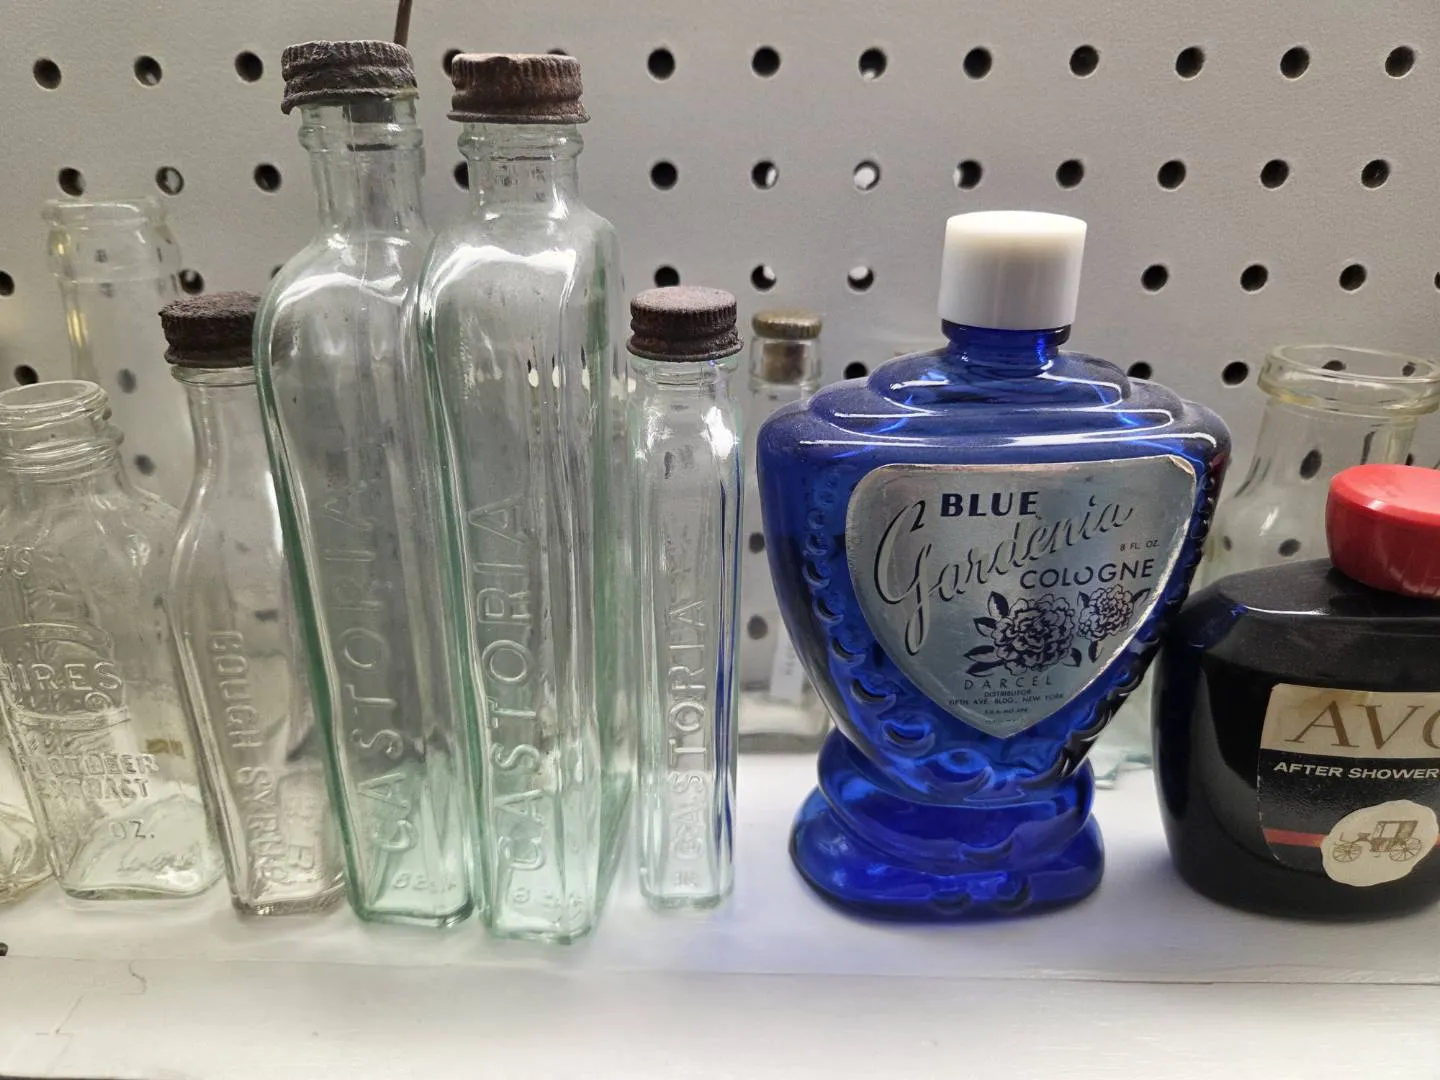 HIRES
ROOTBEER
EXTRACT
OZ.
COUGH SYRUP
CASTORIA
CASTORIA
CASTORIA
BLUE
Gardenia
8 FL. OZ.
COLOGNE
DARCEL
DISTRIBUTOR
FIFTH AVE. BLDG., NEW YORK
AVO
AFTER SHOWER